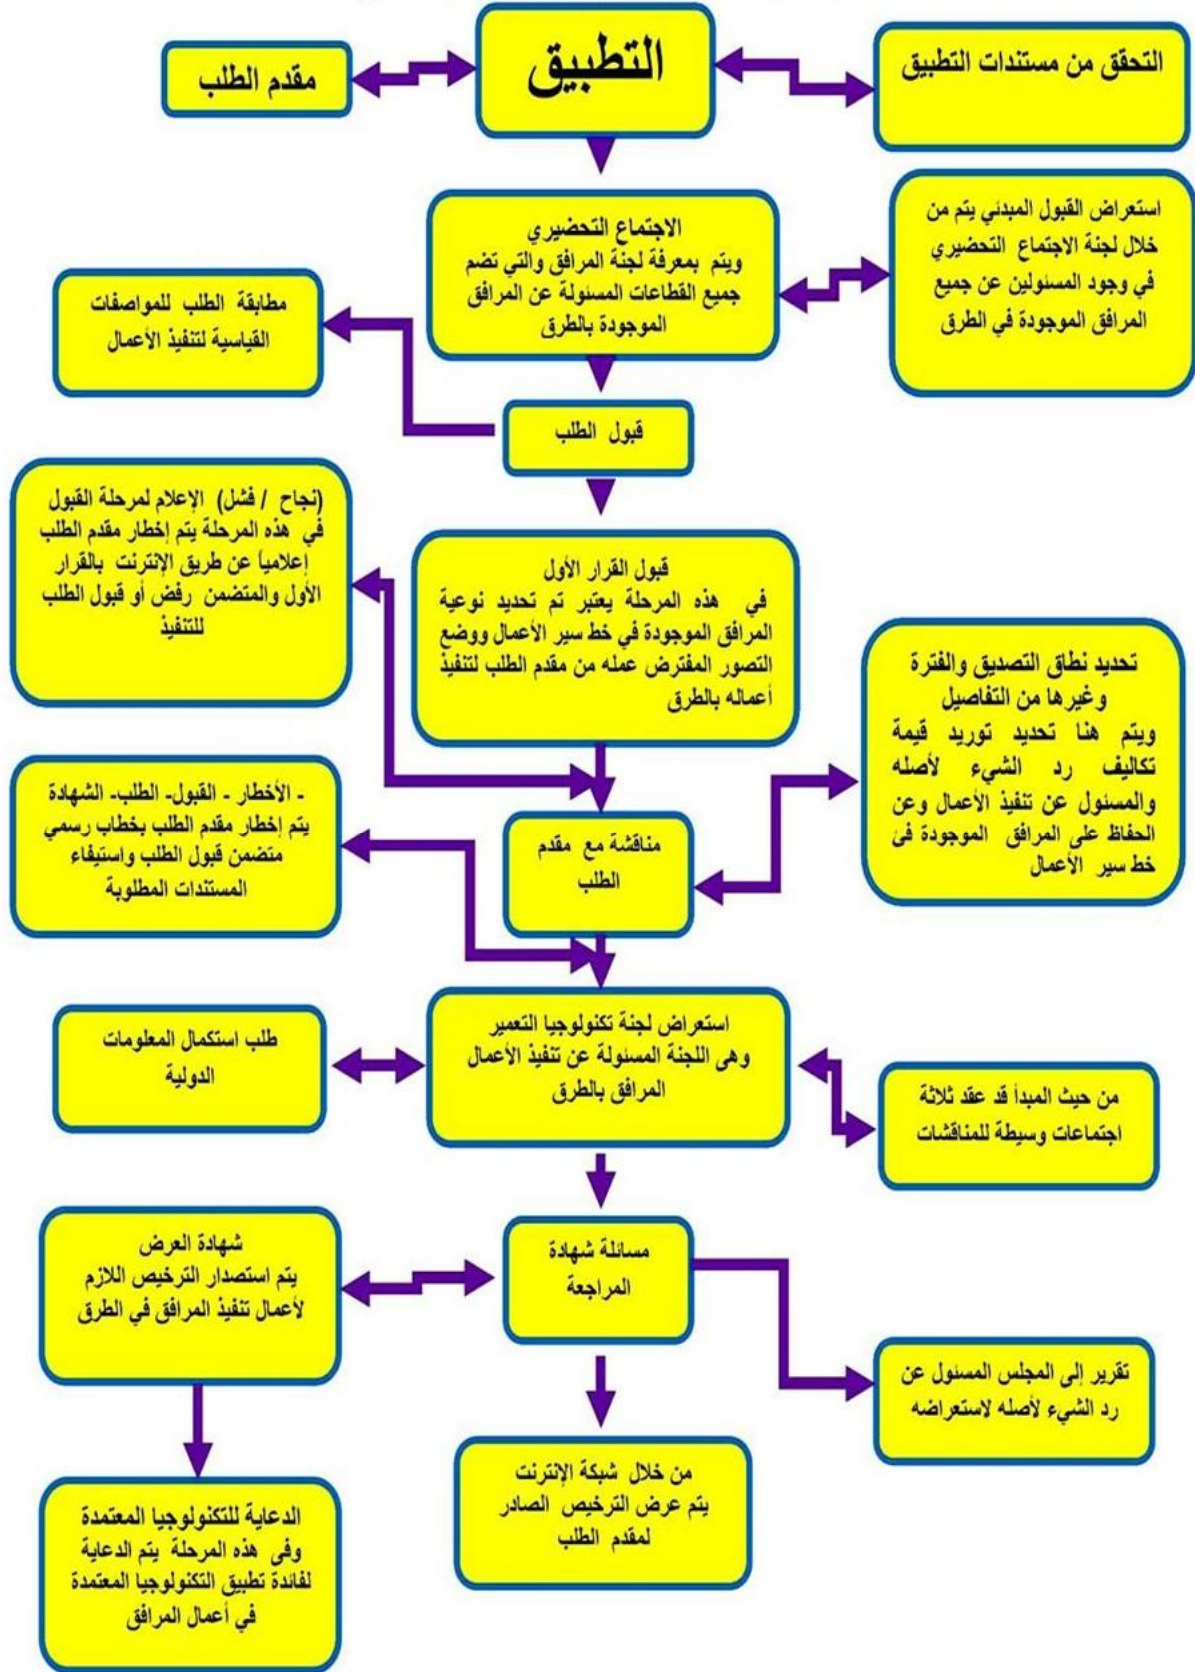 التطبيق
مقدم الطلب
التحقق من مستندات التطبيق
الاجتماع التحضيري
ويتم بمعرفة لجنة المرافق والتي تضم
جميع القطاعات المسئولة عن المرافق
الموجودة بالطرق
استعراض القبول المبدئي يتم من
خلال لجنة الاجتماع التحضيري
في وجود المسئولين عن جميع
المرافق الموجودة في الطرق
مطابقة الطلب للمواصفات
القياسية لتنفيذ الأعمال
قبول الطلب
(نجاح / فشل) الإعلام لمرحلة القبول
في هذه المرحلة يتم إخطار مقدم الطلب
إعلامياً عن طريق الإنترنت بالقرار
الأول والمتضمن رفض أو قبول الطلب
للتنفيذ
قبول القرار الأول
في هذه المرحلة يعتبر تم تحديد نوعية
المرافق الموجودة في خط سير الأعمال ووضع
التصور المفترض عمله من مقدم الطلب لتنفيذ
أعماله بالطرق
تحديد نطاق التصديق والفترة
وغيرها من التفاصيل
ويتم هنا تحديد توريد قيمة
تكاليف رد الشيء لأصله
والمسئول عن تنفيذ الأعمال وعن
الحفاظ على المرافق الموجودة فئ
خط سير الأعمال
- الأخطار - القبول- الطلب- الشهادة
يتم إخطار مقدم الطلب بخطاب رسمي
متضمن قبول الطلب واستيفاء
المستندات المطلوبة
مناقشة مع مقدم
الطلب
استعراض لجنة تكنولوجيا التعمير
وهى اللجنة المسئولة عن تنفيذ الأعمال
المرافق بالطرق
طلب استكمال المعلومات
الدولية
من حيث المبدأ قد عقد ثلاثة
اجتماعات وسيطة للمناقشات
شهادة العرض
يتم استصدار الترخيص اللازم
لأعمال تنفيذ المرافق في الطرق
مسائلة شهادة
المراجعة
تقرير إلى المجلس المسئول عن
رد الشيء لأصله لاستعراضه
من خلال شبكة الإنترنت
يتم عرض الترخيص الصادر
لمقدم الطلب
الدعاية للتكنولوجيا المعتمدة
وفى هذه المرحلة يتم الدعاية
لفائدة تطبيق التكنولوجيا المعتمدة
في أعمال المرافق